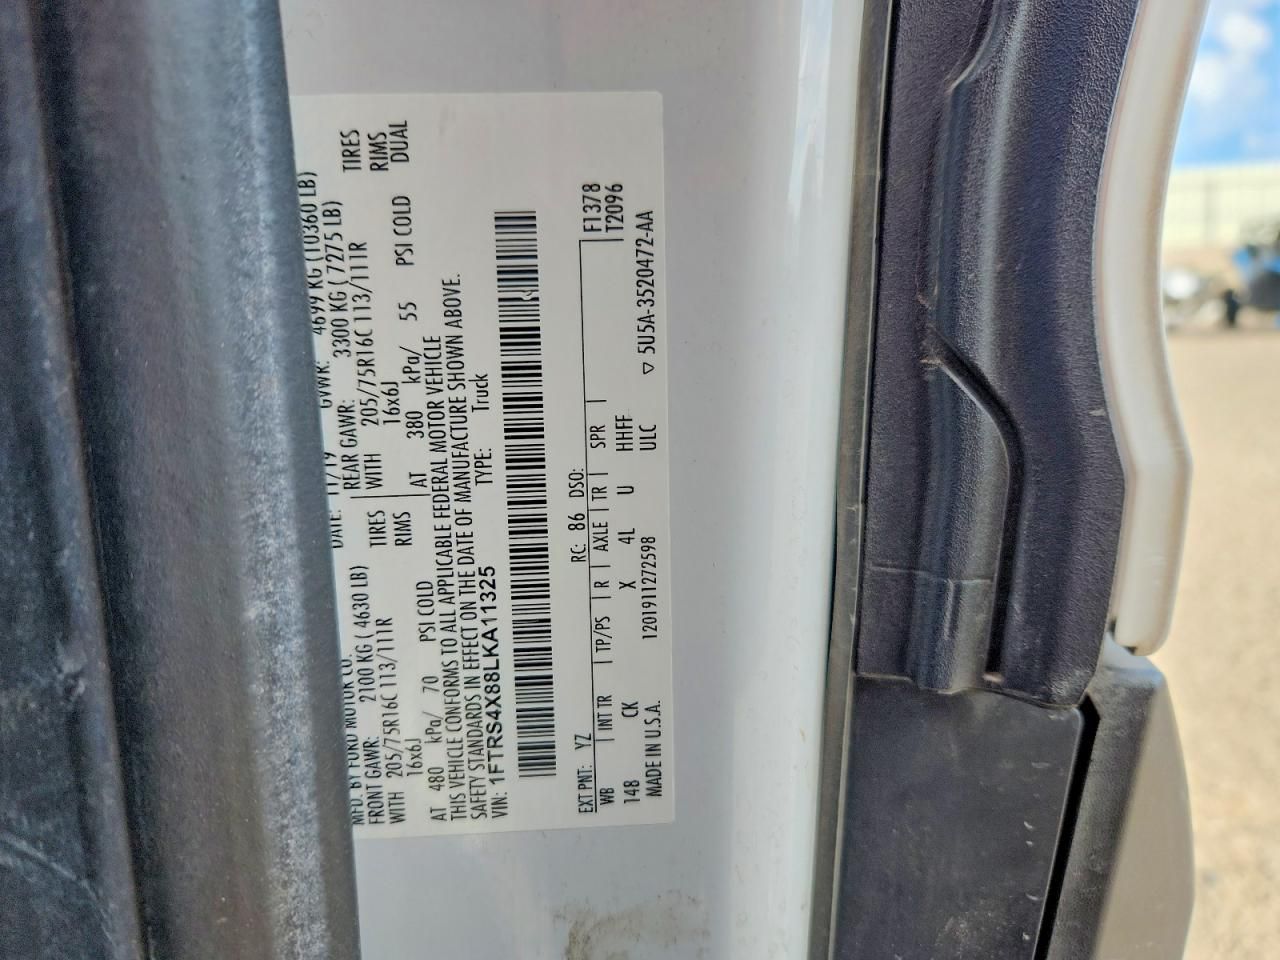 MFD. BY FORD MOTOR CO. DATE: 11/19 GVWR: 4699 KG (10360 LB)
FRONT GAWR: 2100 KG ( 4630 LB) REAR GAWR: 3300 KG ( 7275 LB)
WITH 205/75R16C 113/111R TIRES WITH 205/75R16C 113/111R TIRES
16x6J RIMS 16x6J RIMS
AT 480 kPa/ 70 PSI COLD AT 380 kPa/ 55 PSI COLD DUAL
THIS VEHICLE CONFORMS TO ALL APPLICABLE FEDERAL MOTOR VEHICLE
SAFETY STANDARDS IN EFFECT ON THE DATE OF MANUFACTURE SHOWN ABOVE.
VIN: 1FTRS4X88LKA11325 TYPE: Truck
EXT PNT: YZ RC: 86 DSO: F1378
WB INT TR TP/PS R AXLE TR SPR T2096
148 CK X 4L U HHFF
MADE IN U.S.A. 1201911272598 ULC ▽ 5U5A-3520472-AA